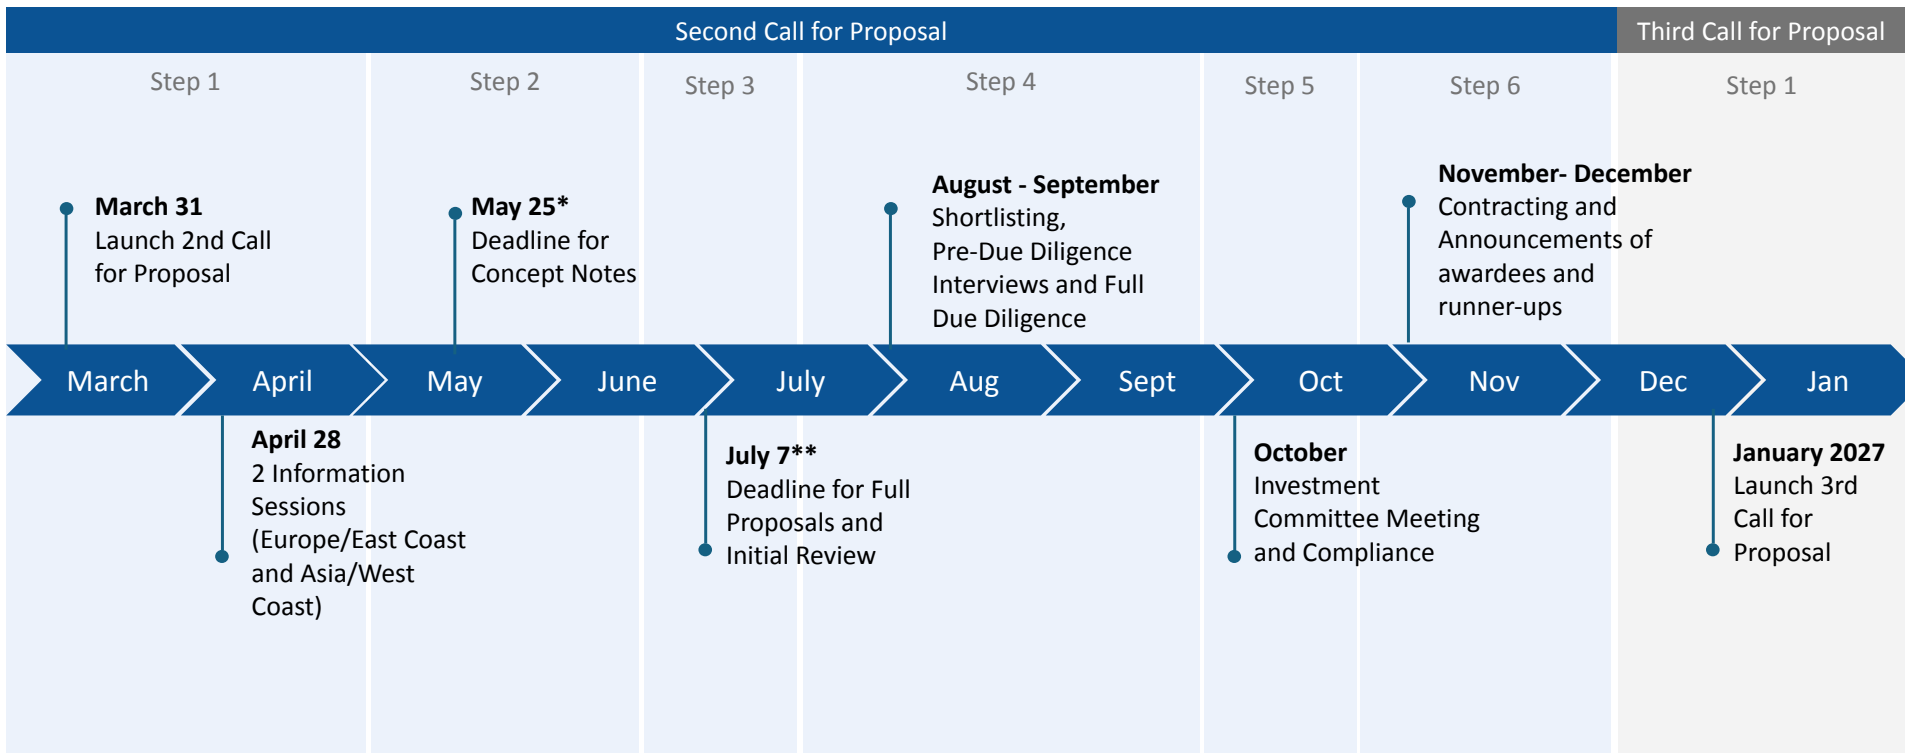 Second Call for Proposal
Third Call for Proposal
Step 1
Step 2
Step 3
Step 4
Step 5
Step 6
Step 1
March 31
Launch 2nd Call
for Proposal
May 25*
Deadline for
Concept Notes
August - September
Shortlisting,
Pre-Due Diligence
Interviews and Full
Due Diligence
November- December
Contracting and
Announcements of
awardees and
runner-ups
March
April
May
June
July
Aug
Sept
Oct
Nov
Dec
Jan
April 28
2 Information
Sessions
(Europe/East Coast
and Asia/West
Coast)
July 7**
Deadline for Full
Proposals and
Initial Review
October
Investment
Committee Meeting
and Compliance
January 2027
Launch 3rd
Call for
Proposal